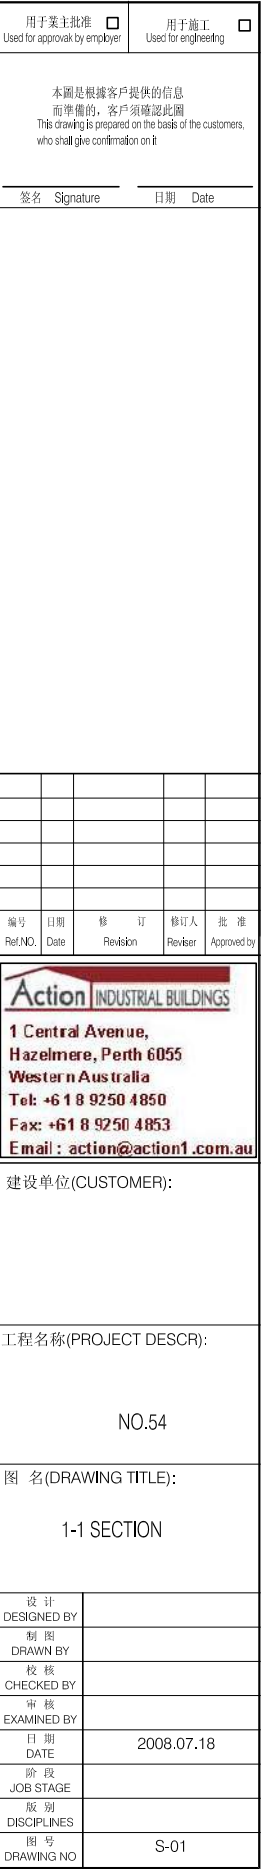 用于業主批准
Used for approvak by employer
用于施工
Used for engineering
本圖是根據客戶提供的信息
而準備的，客戶須確認此圖
This drawing is prepared on the basis of the customers,
who shall give confirmation on it
签名 Signature
日期 Date
编号 日期 修 订 修订人 批 准
Ref.NO. Date Revision Reviser Approved by
Action INDUSTRIAL BUILDINGS
1 Central Avenue,
Hazelmere, Perth 6055
Western Australia
Tel: +61 8 9250 4850
Fax: +61 8 9250 4853
Email : action@action1.com.au
建设单位(CUSTOMER):
工程名称(PROJECT DESCR):
NO.54
图 名(DRAWING TITLE):
1-1 SECTION
设 计
DESIGNED BY
制 图
DRAWN BY
校 核
CHECKED BY
审 核
EXAMINED BY
日 期
DATE
2008.07.18
阶 段
JOB STAGE
版 别
DISCIPLINES
图 号
DRAWING NO
S-01